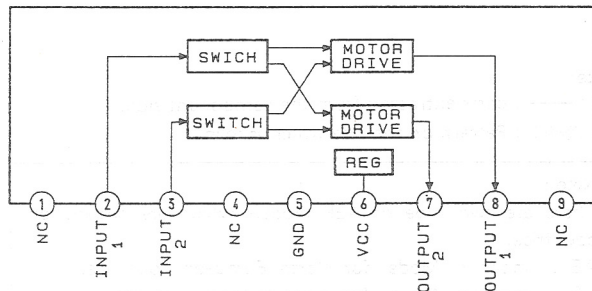 SWICH
MOTOR
DRIVE
SWITCH
MOTOR
DRIVE
REG
1
2
3
4
5
6
7
8
9
NC
INPUT
1
INPUT
2
NC
GND
VCC
OUTPUT
2
OUTPUT
1
NC